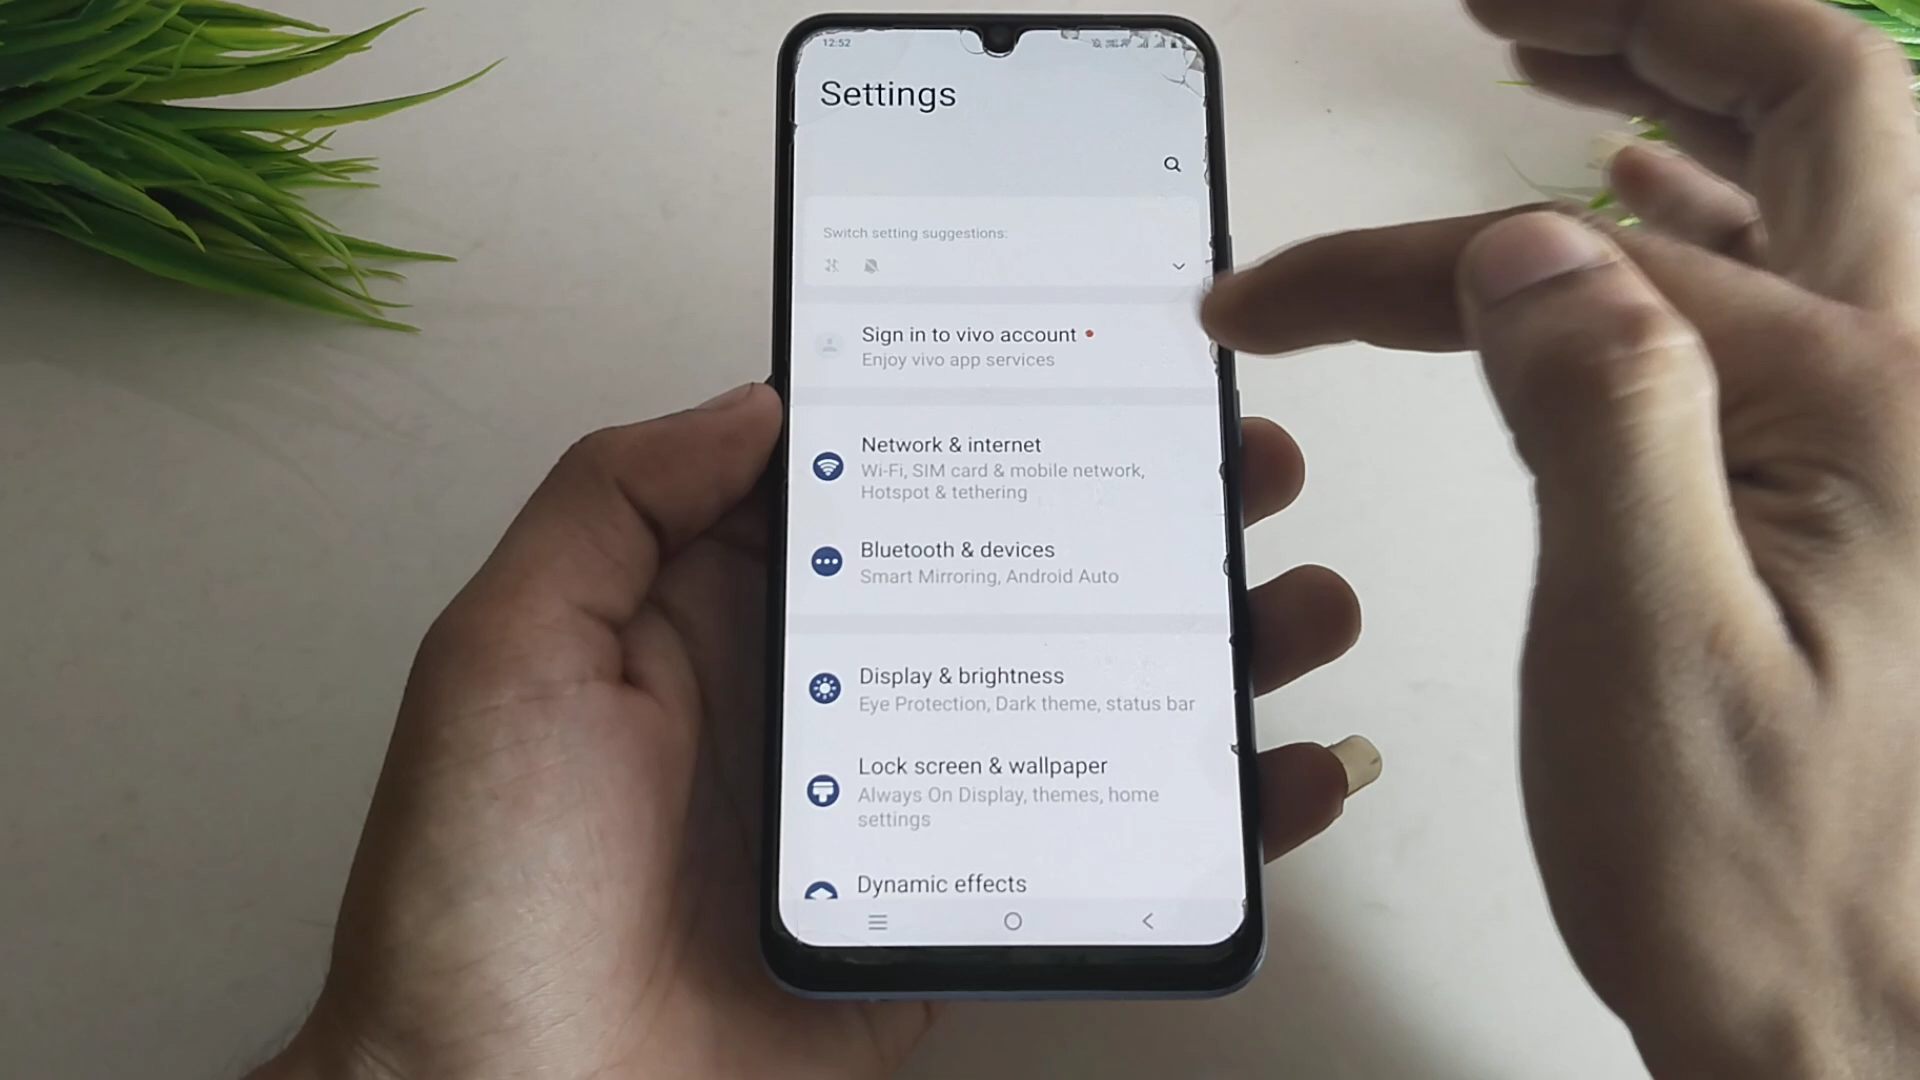 12:52
Settings
Switch setting suggestions:
Sign in to vivo account
Enjoy vivo app services
Network & internet
Wi-Fi, SIM card & mobile network,
Hotspot & tethering
Bluetooth & devices
Smart Mirroring, Android Auto
Display & brightness
Eye Protection, Dark theme, status bar
Lock screen & wallpaper
Always On Display, themes, home
settings
Dynamic effects